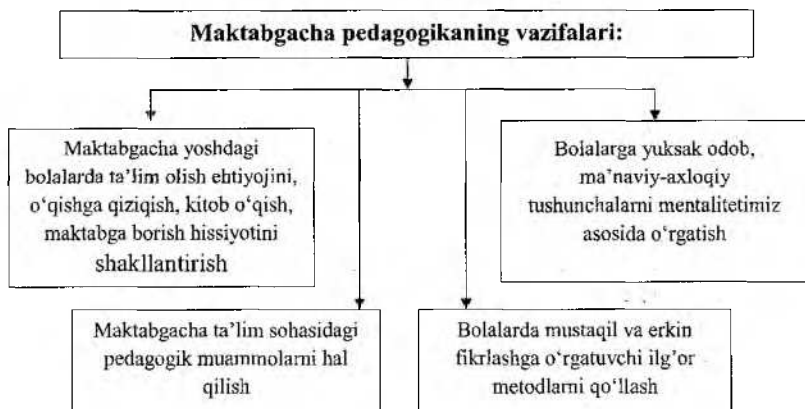 Maktabgacha pedagogikaning vazifalari:
Maktabgacha yoshdagi
bolalarda ta’lim olish ehtiyojini,
o‘qishga qiziqish, kitob o‘qish,
maktabga borish hissiyotini
shakllantirish
Bolalarga yuksak odob,
ma’naviy-axloqiy
tushunchalarni mentalitetimiz
asosida o‘rgatish
Maktabgacha ta’lim sohasidagi
pedagogik muammolarni hal
qilish
Bolalarda mustaqil va erkin
fikrlashga o‘rgatuvchi ilg‘or
metodlarni qo‘llash